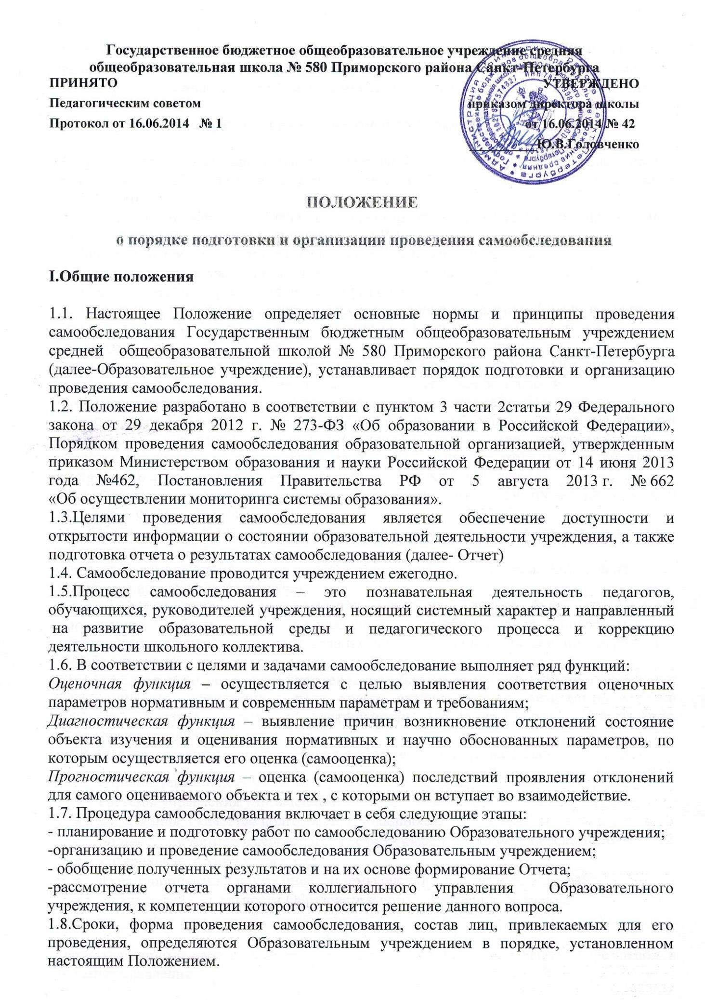 Государственное бюджетное общеобразовательное учреждение средняя
общеобразовательная школа № 580 Приморского района Санкт-Петербурга
ПРИНЯТО УТВЕРЖДЕНО
Педагогическим советом приказом директора школы
Протокол от 16.06.2014 № 1 от 16.06.2014 № 42
Ю.В.Головченко
ПОЛОЖЕНИЕ
о порядке подготовки и организации проведения самообследования
I.Общие положения
1.1. Настоящее Положение определяет основные нормы и принципы проведения
самообследования Государственным бюджетным общеобразовательным учреждением
средней общеобразовательной школой № 580 Приморского района Санкт-Петербурга
(далее-Образовательное учреждение), устанавливает порядок подготовки и организацию
проведения самообследования.
1.2. Положение разработано в соответствии с пунктом 3 части 2статьи 29 Федерального
закона от 29 декабря 2012 г. № 273-ФЗ «Об образовании в Российской Федерации»,
Порядком проведения самообследования образовательной организацией, утвержденным
приказом Министерством образования и науки Российской Федерации от 14 июня 2013
года №462, Постановления Правительства РФ от 5 августа 2013 г. № 662
«Об осуществлении мониторинга системы образования».
1.3.Целями проведения самообследования является обеспечение доступности и
открытости информации о состоянии образовательной деятельности учреждения, а также
подготовка отчета о результатах самообследования (далее- Отчет)
1.4. Самообследование проводится учреждением ежегодно.
1.5.Процесс самообследования – это познавательная деятельность педагогов,
обучающихся, руководителей учреждения, носящий системный характер и направленный
на развитие образовательной среды и педагогического процесса и коррекцию
деятельности школьного коллектива.
1.6. В соответствии с целями и задачами самообследование выполняет ряд функций:
Оценочная функция – осуществляется с целью выявления соответствия оценочных
параметров нормативным и современным параметрам и требованиям;
Диагностическая функция – выявление причин возникновение отклонений состояние
объекта изучения и оценивания нормативных и научно обоснованных параметров, по
которым осуществляется его оценка (самооценка);
Прогностическая функция – оценка (самооценка) последствий проявления отклонений
для самого оцениваемого объекта и тех , с которыми он вступает во взаимодействие.
1.7. Процедура самообследования включает в себя следующие этапы:
- планирование и подготовку работ по самообследованию Образовательного учреждения;
-организацию и проведение самообследования Образовательным учреждением;
- обобщение полученных результатов и на их основе формирование Отчета;
-рассмотрение отчета органами коллегиального управления Образовательного
учреждения, к компетенции которого относится решение данного вопроса.
1.8.Сроки, форма проведения самообследования, состав лиц, привлекаемых для его
проведения, определяются Образовательным учреждением в порядке, установленном
настоящим Положением.